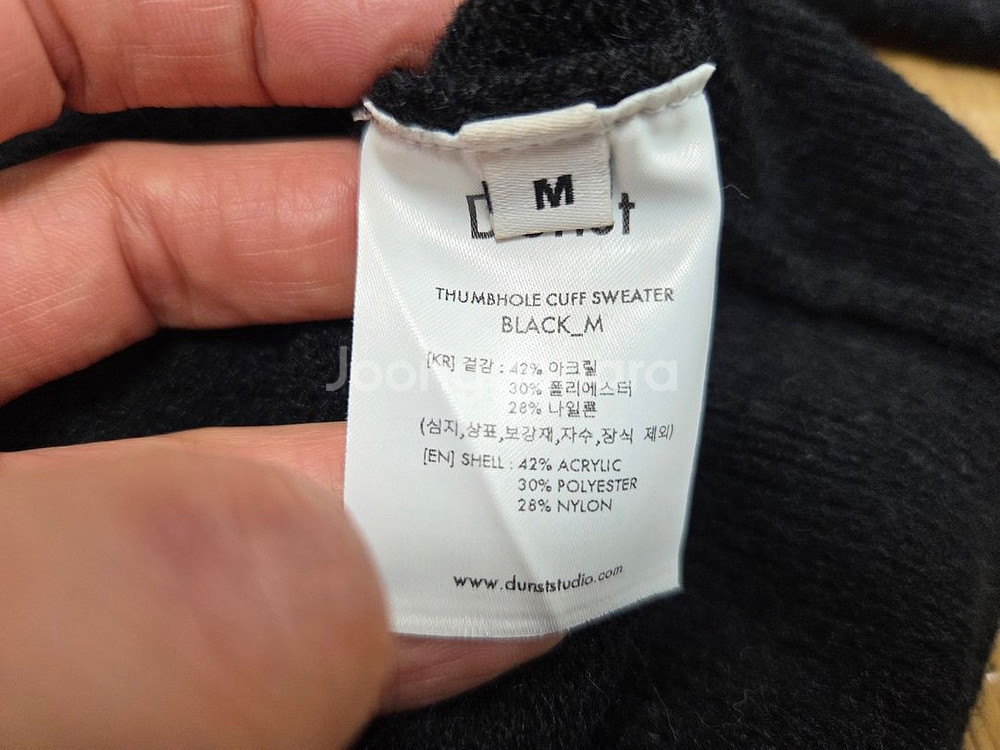 M
THUMBHOLE CUFF SWEATER
BLACK_M
[KR] 겉감 : 42% 아크릴
30% 폴리에스터
28% 나일론
(심지,상표,보강재,자수,장식 제외)
[EN] SHELL : 42% ACRYLIC
30% POLYESTER
28% NYLON
www.dunststudio.com